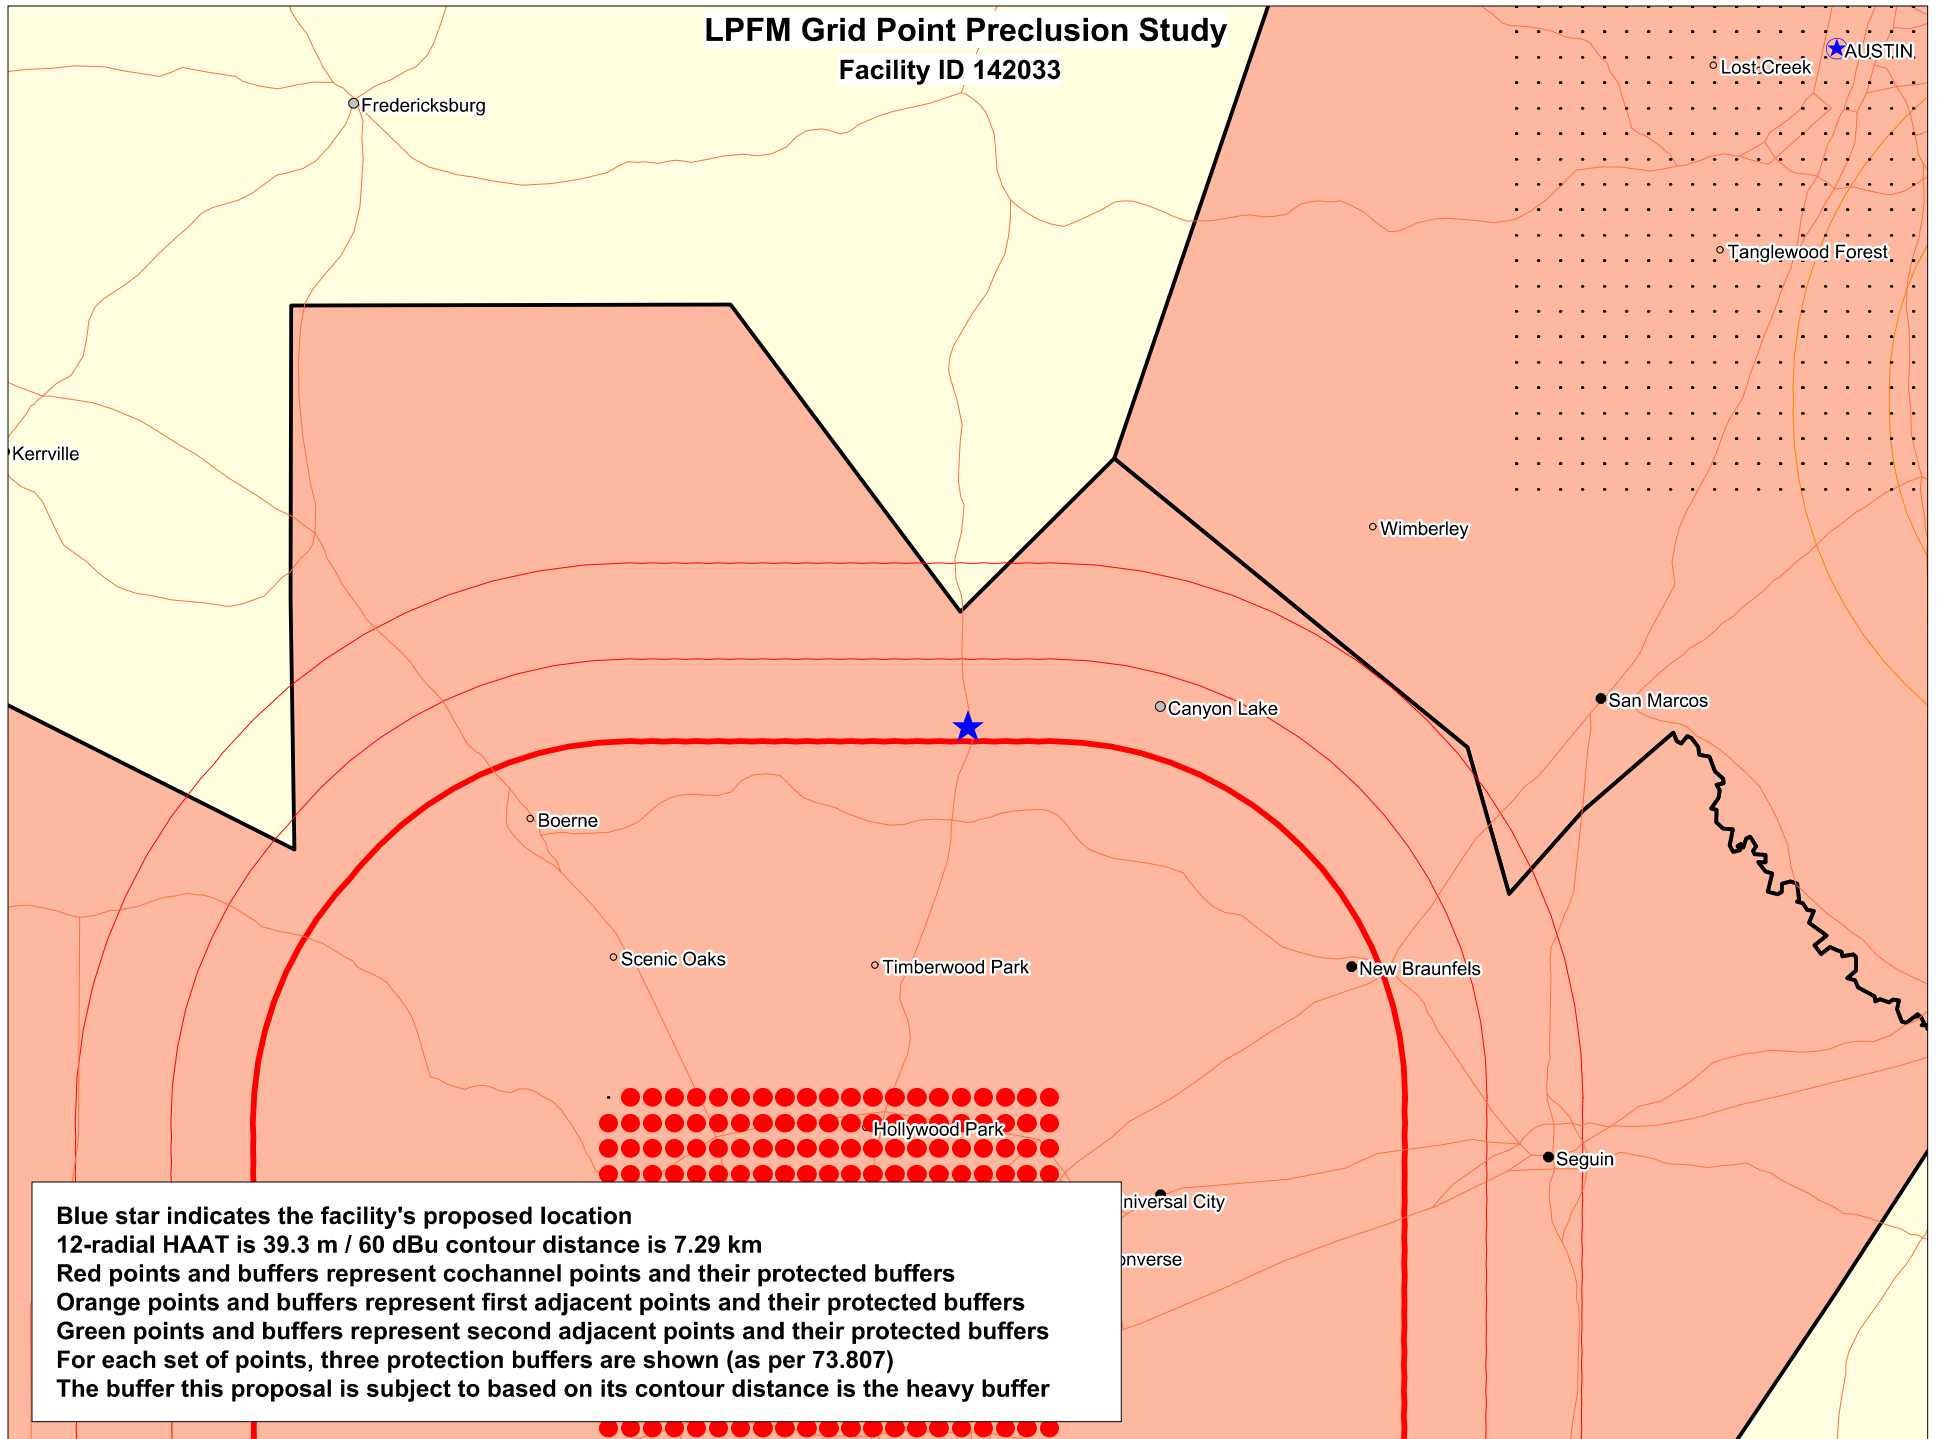 LPFM Grid Point Preclusion Study
Facility ID 142033
AUSTIN
Lost Creek
Fredericksburg
Tanglewood Forest
Kerrville
Wimberley
San Marcos
Canyon Lake
Boerne
Scenic Oaks
Timberwood Park
New Braunfels
Hollywood Park
Seguin
niversal City
onverse
Blue star indicates the facility's proposed location
12-radial HAAT is 39.3 m / 60 dBu contour distance is 7.29 km
Red points and buffers represent cochannel points and their protected buffers
Orange points and buffers represent first adjacent points and their protected buffers
Green points and buffers represent second adjacent points and their protected buffers
For each set of points, three protection buffers are shown (as per 73.807)
The buffer this proposal is subject to based on its contour distance is the heavy buffer